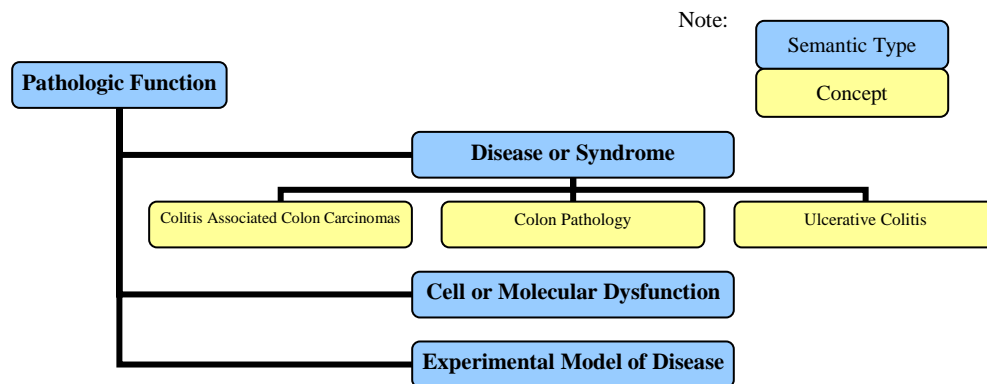 Note:
Semantic Type
Concept
Pathologic Function
Disease or Syndrome
Colitis Associated Colon Carcinomas
Colon Pathology
Ulcerative Colitis
Cell or Molecular Dysfunction
Experimental Model of Disease